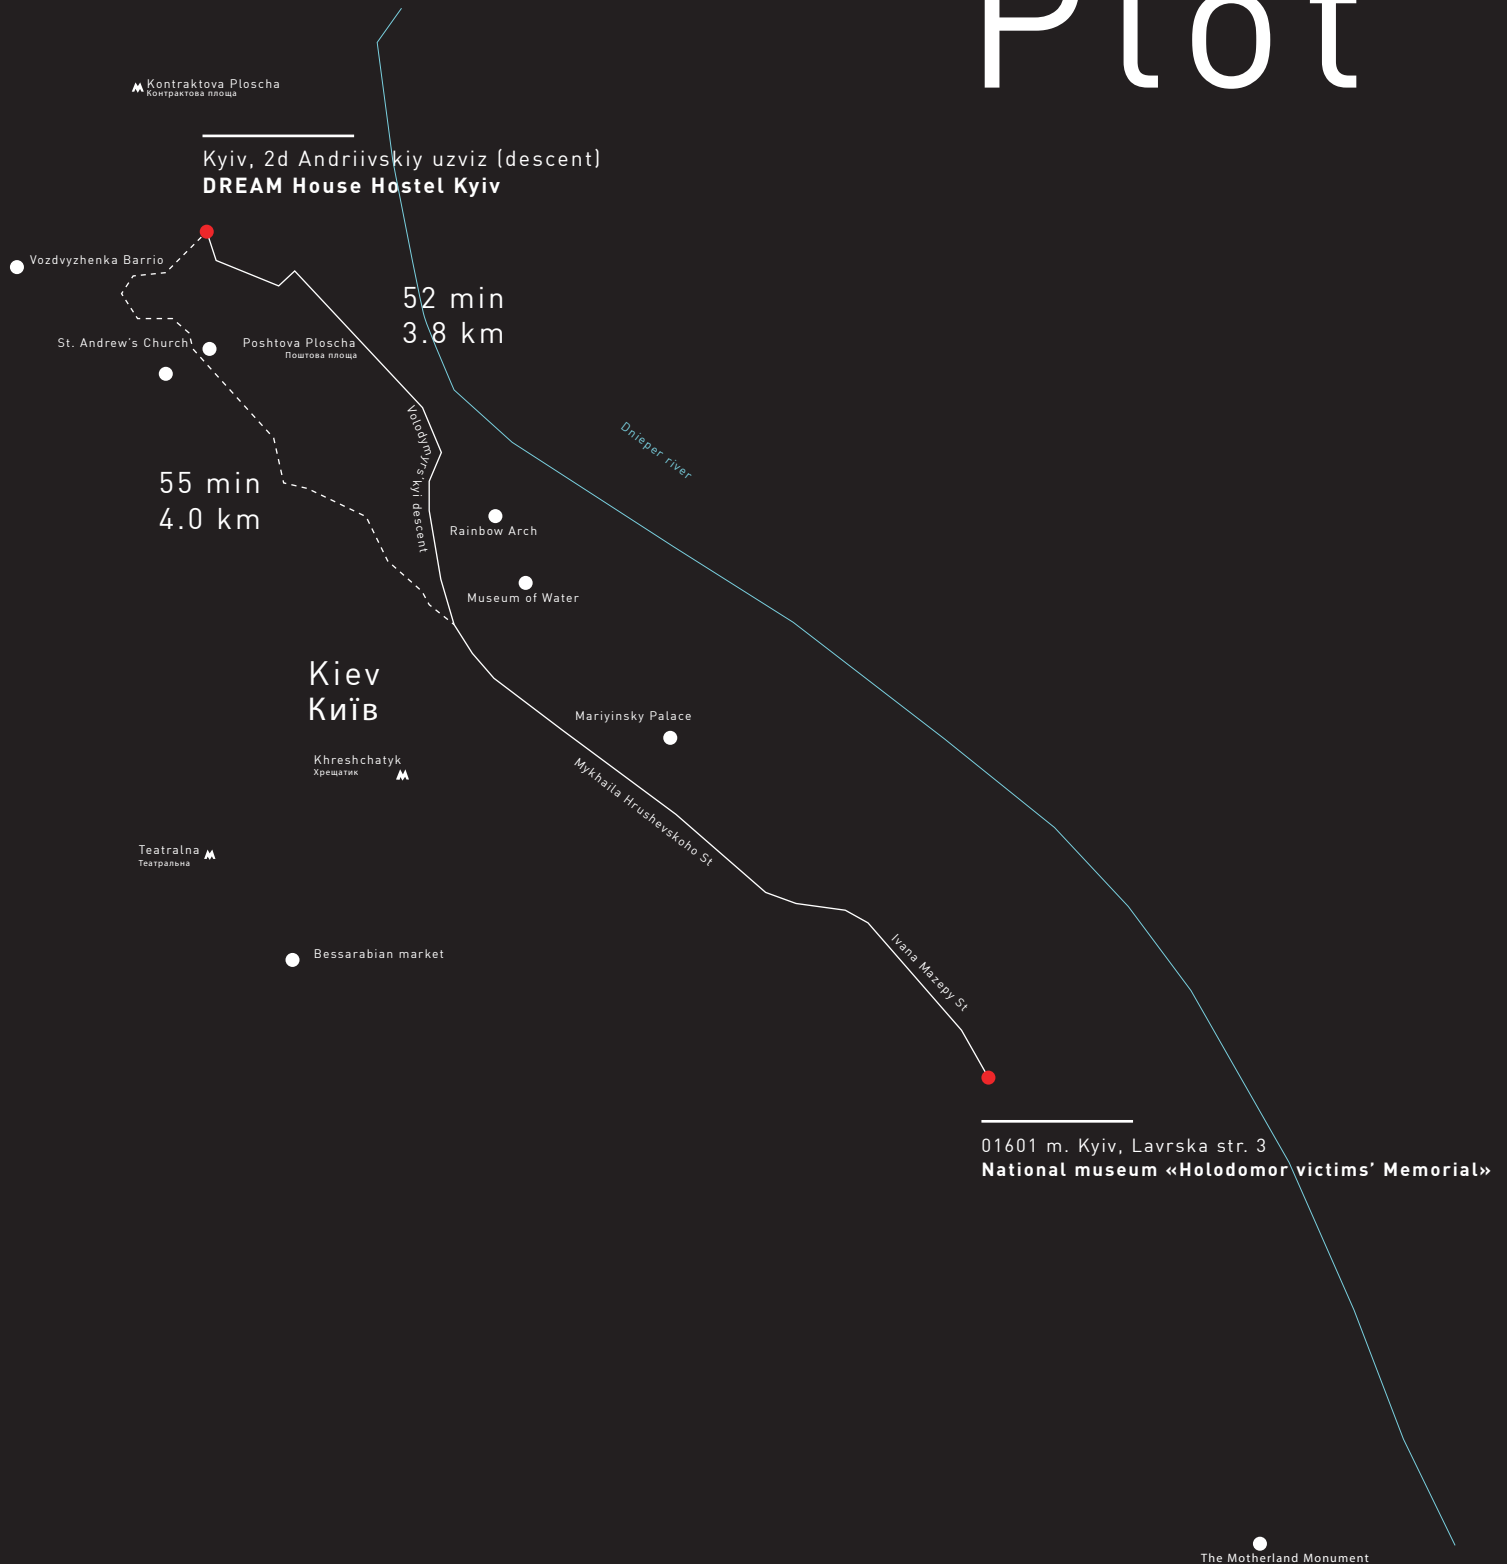 Plot
Kontraktova Ploscha
Контрактова площа
Kyiv, 2d Andriivskiy uzviz (descent)
DREAM House Hostel Kyiv
Vozdvyzhenka Barrio
52 min
3.8 km
St. Andrew's Church
Poshtova Ploscha
Поштова площа
Volodymyrs'kyi descent
Dnieper river
55 min
4.0 km
Rainbow Arch
Museum of Water
Kiev
Київ
Mariyinsky Palace
Khreshchatyk
Хрещатик
Mykhaila Hrushevskoho St
Teatralna
Театральна
Bessarabian market
Ivana Mazepy St
01601 m. Kyiv, Lavrska str. 3
National museum «Holodomor victims' Memorial»
The Motherland Monument